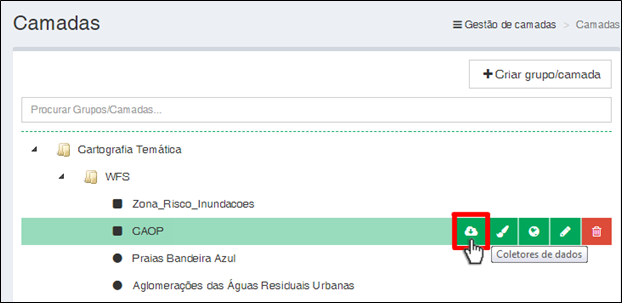 Camadas
Gestão de camadas > Camadas
+Criar grupo/camada
Procurar Grupos/Camadas...
Cartografia Temática
WFS
Zona_Risco_Inundacoes
CAOP
Coletores de dados
Praias Bandeira Azul
Aglomerações das Águas Residuais Urbanas